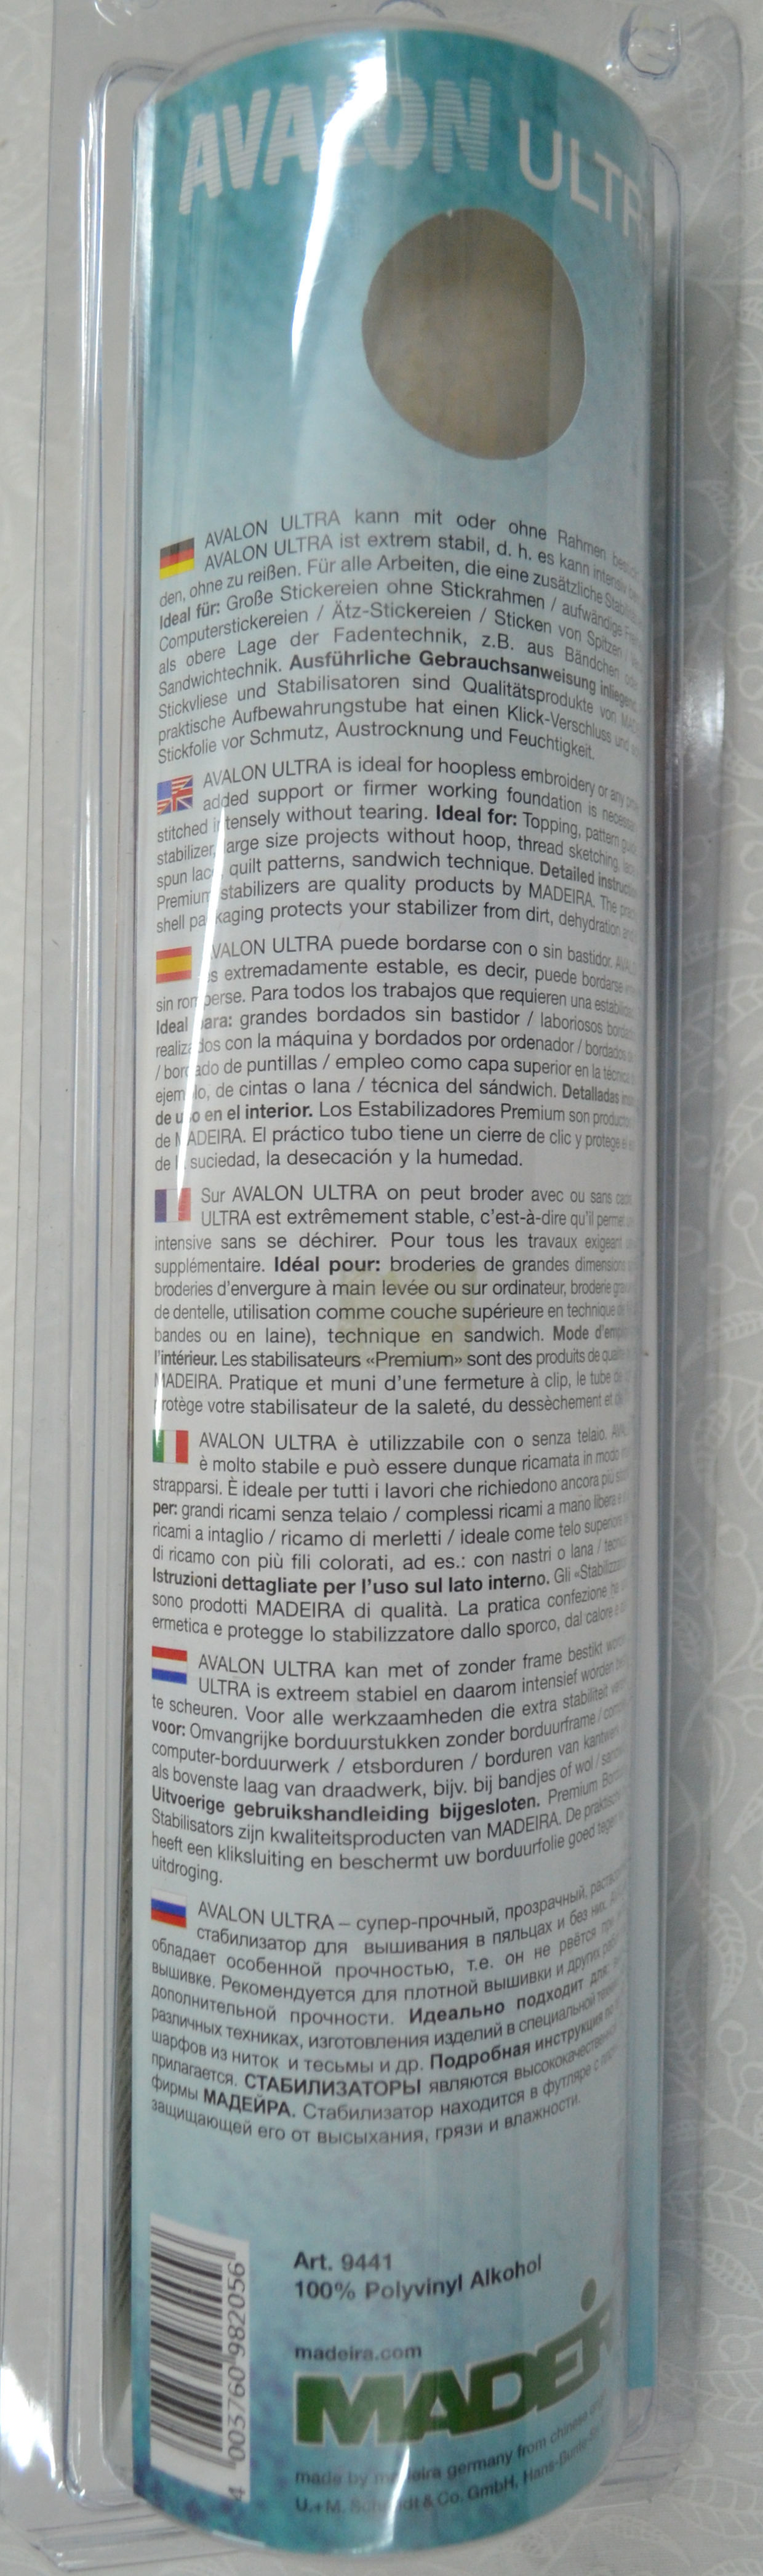 AVALON ULTR
AVALON ULTRA kann mit oder ohne Rahmen
AVALON ULTRA ist extrem stabil, d. h. es kann intensiv
den, ohne zu reißen. Für alle Arbeiten, die eine zusätzliche
Ideal für: Große Stickereien ohne Stickrahmen / aufwändige
Computerstickereien / Ätz-Stickereien / Sticken von Spitzen
als obere Lage der Fadentechnik, z.B. aus Bändchen
Sandwichtechnik. Ausführliche Gebrauchsanweisung inliegend.
Stickvliese und Stabilisatoren sind Qualitätsprodukte von
praktische Aufbewahrungstube hat einen Klick-Verschluss und
Stickfolie vor Schmutz, Austrocknung und Feuchtigkeit.
AVALON ULTRA is ideal for hoopless embroidery or any
added support or firmer working foundation is
stitched intensely without tearing. Ideal for: Topping, pattern
stabilizer, large size projects without hoop, thread sketching,
spun lace, quilt patterns, sandwich technique. Detailed
Premium stabilizers are quality products by MADEIRA. The
shell packaging protects your stabilizer from dirt, dehydration
AVALON ULTRA puede bordarse con o sin bastidor.
es extremadamente estable, es decir, puede bordarse
sin romperse. Para todos los trabajos que requieren una
Ideal para: grandes bordados sin bastidor / laboriosos
realizados con la máquina y bordados por ordenador / bordados
/ bordado de puntillas / empleo como capa superior en la técnica
ejemplo, de cintas o lana / técnica del sándwich. Detalladas
de uso en el interior. Los Estabilizadores Premium son
de MADEIRA. El práctico tubo tiene un cierre de clic y protege el
de la suciedad, la desecación y la humedad.
Sur AVALON ULTRA on peut broder avec ou sans
ULTRA est extrêmement stable, c'est-à-dire qu'il permet
intensive sans se déchirer. Pour tous les travaux exigeant
supplémentaire. Idéal pour: broderies de grandes dimensions
broderies d'envergure à main levée ou sur ordinateur, broderie
de dentelle, utilisation comme couche supérieure en technique
bandes ou en laine), technique en sandwich. Mode
l'intérieur. Les stabilisateurs «Premium» sont des produits de
MADEIRA. Pratique et muni d'une fermeture à clip, le tube
protège votre stabilisateur de la saleté, du dessèchement et
AVALON ULTRA è utilizzabile con o senza telaio.
è molto stabile e può essere dunque ricamata in modo
strapparsi. È ideale per tutti i lavori che richiedono ancora più
per: grandi ricami senza telaio / complessi ricami a mano libera
ricami a intaglio / ricamo di merletti / ideale come telo
di ricamo con più fili colorati, ad es.: con nastri o lana /
Istruzioni dettagliate per l'uso sul lato interno. Gli
sono prodotti MADEIRA di qualità. La pratica confezione
ermetica e protegge lo stabilizzatore dallo sporco, dal calore
AVALON ULTRA kan met of zonder frame bestikt
ULTRA is extreem stabiel en daarom intensief worden
te scheuren. Voor alle werkzaamheden die extra stabiliteit
voor: Omvangrijke borduurstukken zonder borduurframe /
computer-borduurwerk / etsborduren / borduren van
als bovenste laag van draadwerk, bijv. bij bandjes of wol /
Uitvoerige gebruikshandleiding bijgesloten. Premium
Stabilisators zijn kwaliteitsproducten van MADEIRA. De
heeft een kliksluiting en beschermt uw borduurfolie goed
uitdroging.
AVALON ULTRA – супер-прочный, прозрачный,
стабилизатор для вышивания в пяльцах и без них.
обладает особенной прочностью, т.е. он не рвётся
вышивке. Рекомендуется для плотной вышивки и других
дополнительной прочности. Идеально подходит для:
различных техниках, изготовления изделий в специальной
шарфов из ниток и тесьмы и др. Подробная инструкция
прилагается. СТАБИЛИЗАТОРЫ являются
фирмы МАДЕЙРА. Стабилизатор находится в футляре с
защищающей его от высыхания, грязи и влажности.
4 003760 982056
Art. 9441
100% Polyvinyl Alkohol
madeira.com
MADEIR
made by madeira germany from chinese
U.+M. Schmidt & Co. GmbH,